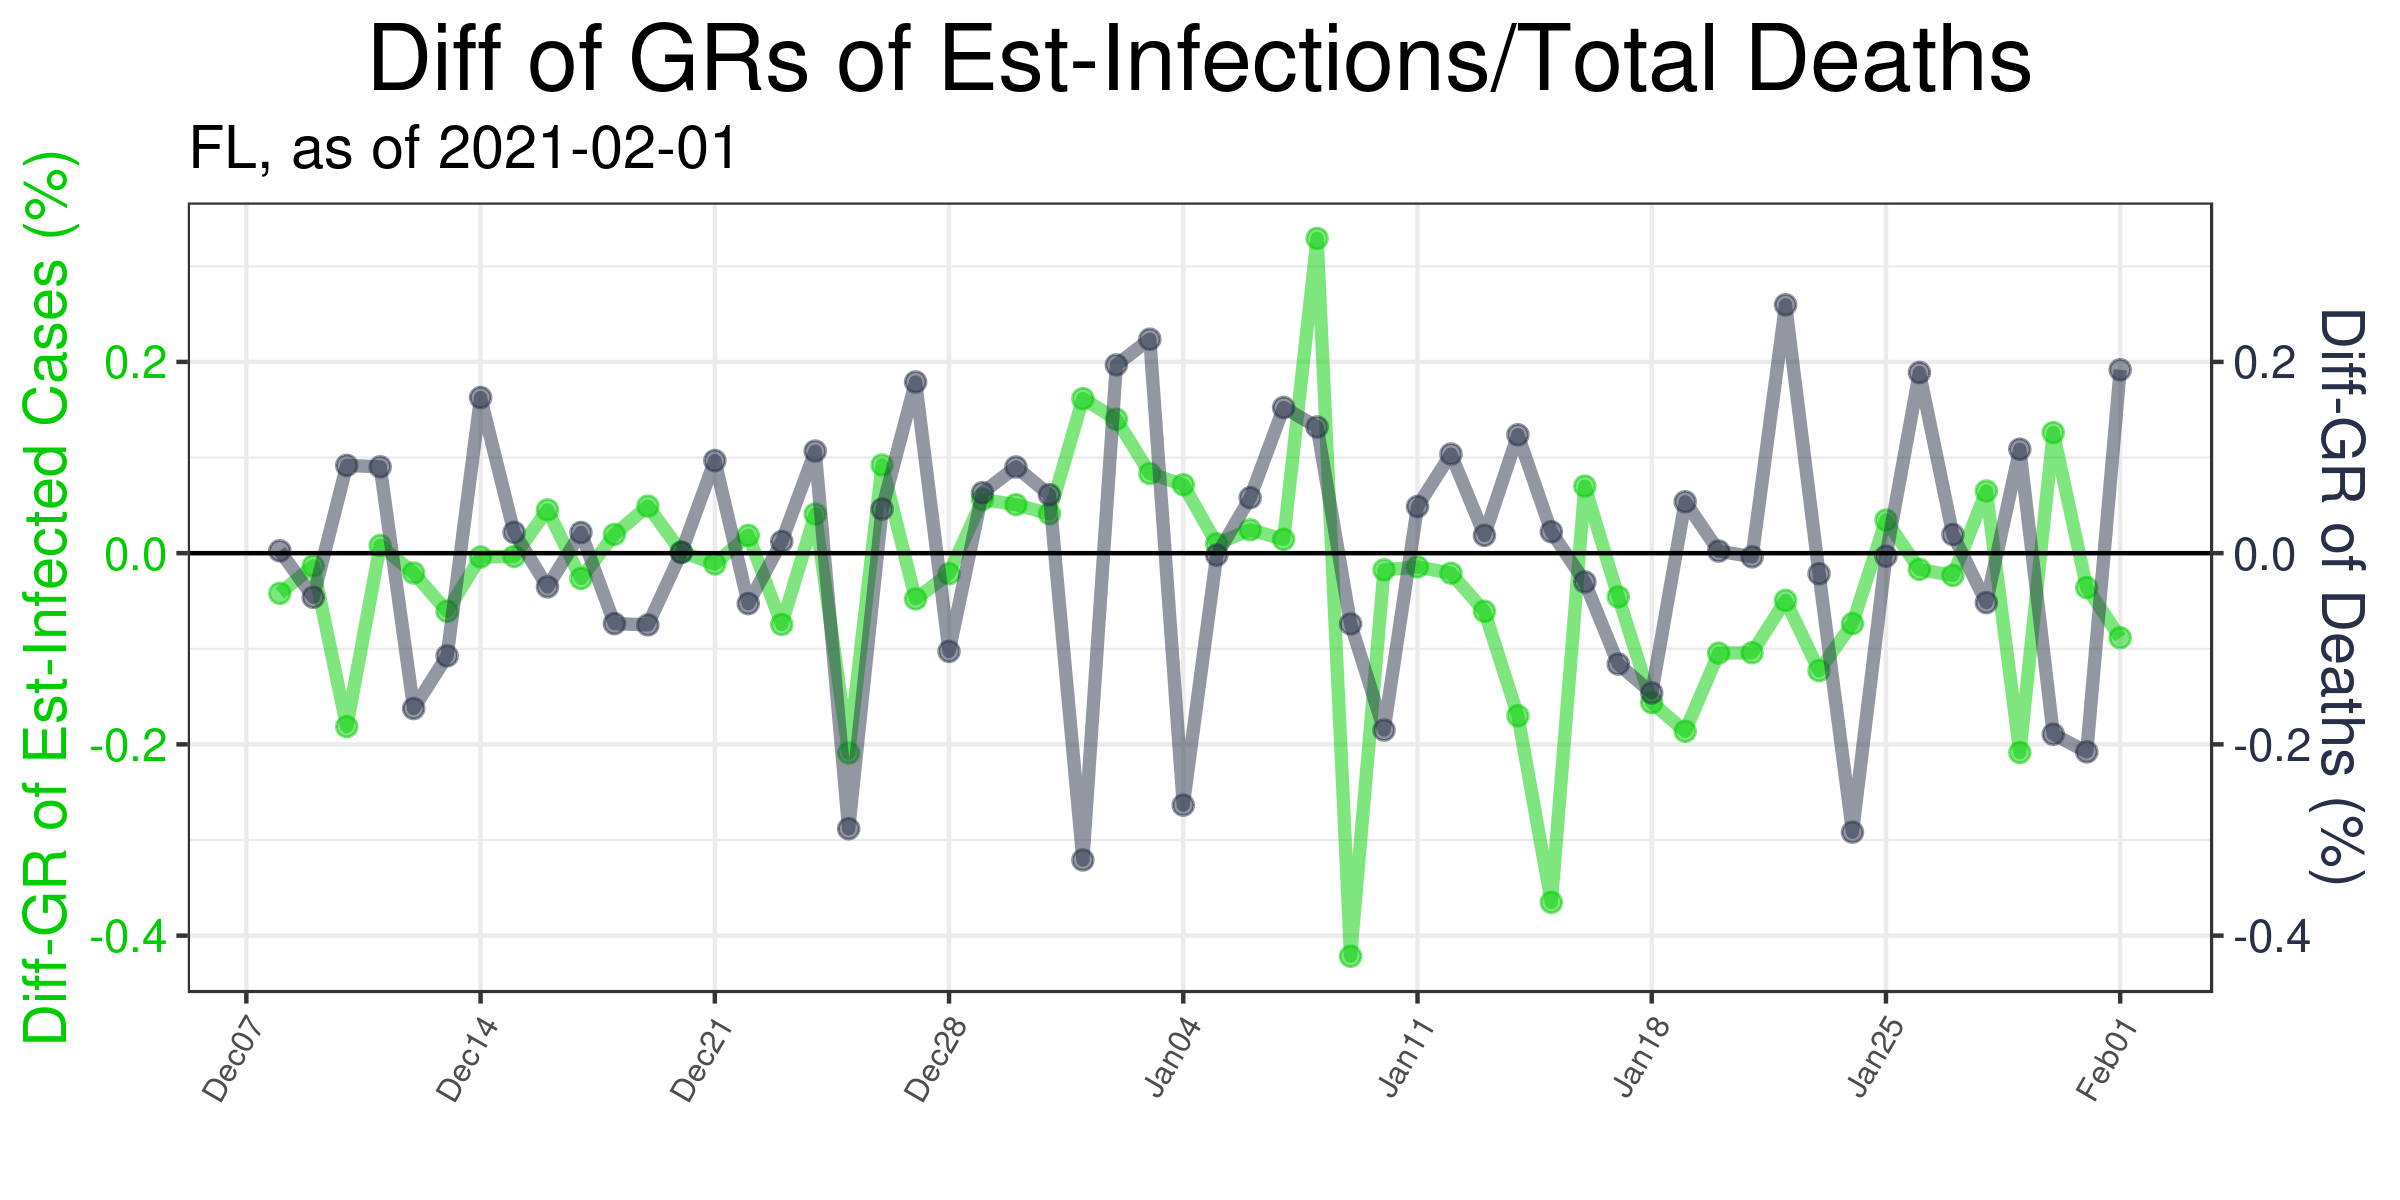 Diff of GRs of Est-Infections/Total Deaths
FL, as of 2021-02-01
Diff-GR of Est-Infected Cases (%)
0.2
0.0
-0.2
-0.4
0.2
0.0
-0.2
-0.4
Diff-GR of Deaths (%)
Dec07
Dec14
Dec21
Dec28
Jan04
Jan11
Jan18
Jan25
Feb01